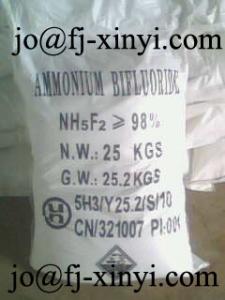 jo@fj-xinyi.com
AMMONIUM BIFLUORIDE
NH5F2 ≥ 98%
N.W.: 25 KGS
G.W.: 25.2KGS
5H3/Y25.2/S/10
CN/321007 PI:001
jo@fj-xinyi.com